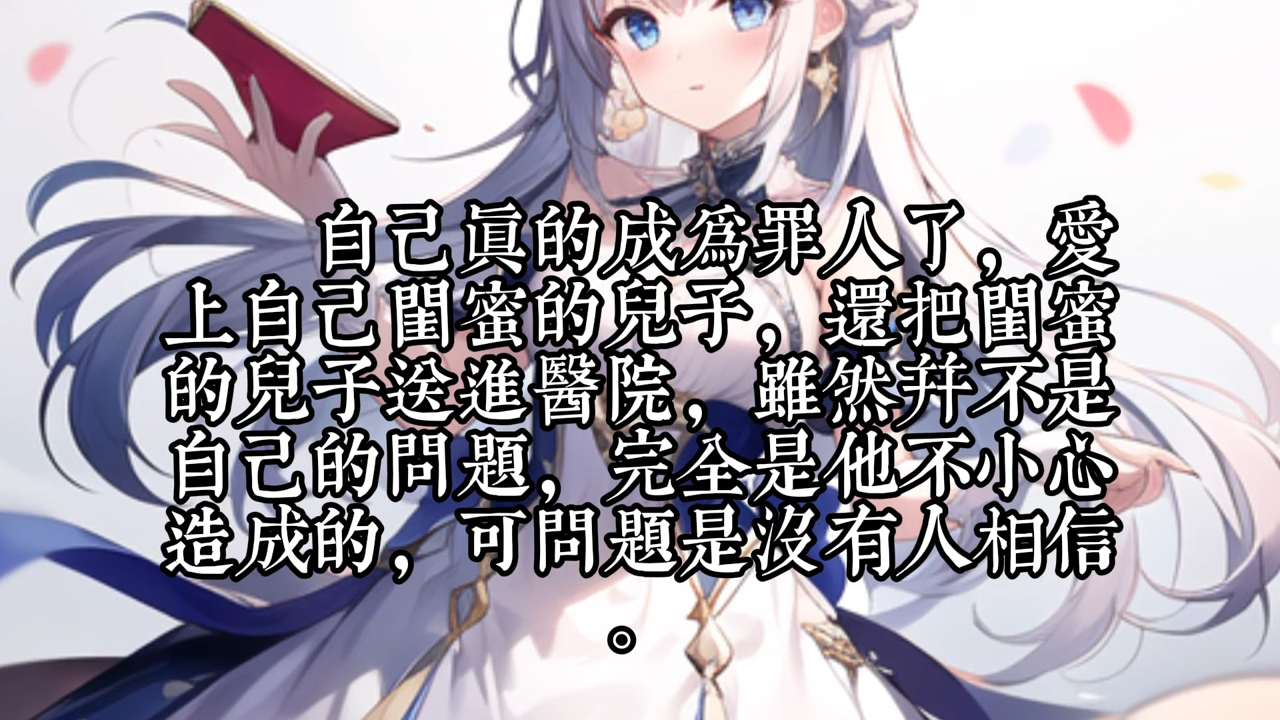 自己眞的成爲罪人了，愛
上自己閨蜜的兒子，還把閨蜜
的兒子送進醫院，雖然幷不是
自己的問題，完全是他不小心
造成的，可問題是沒有人相信
。